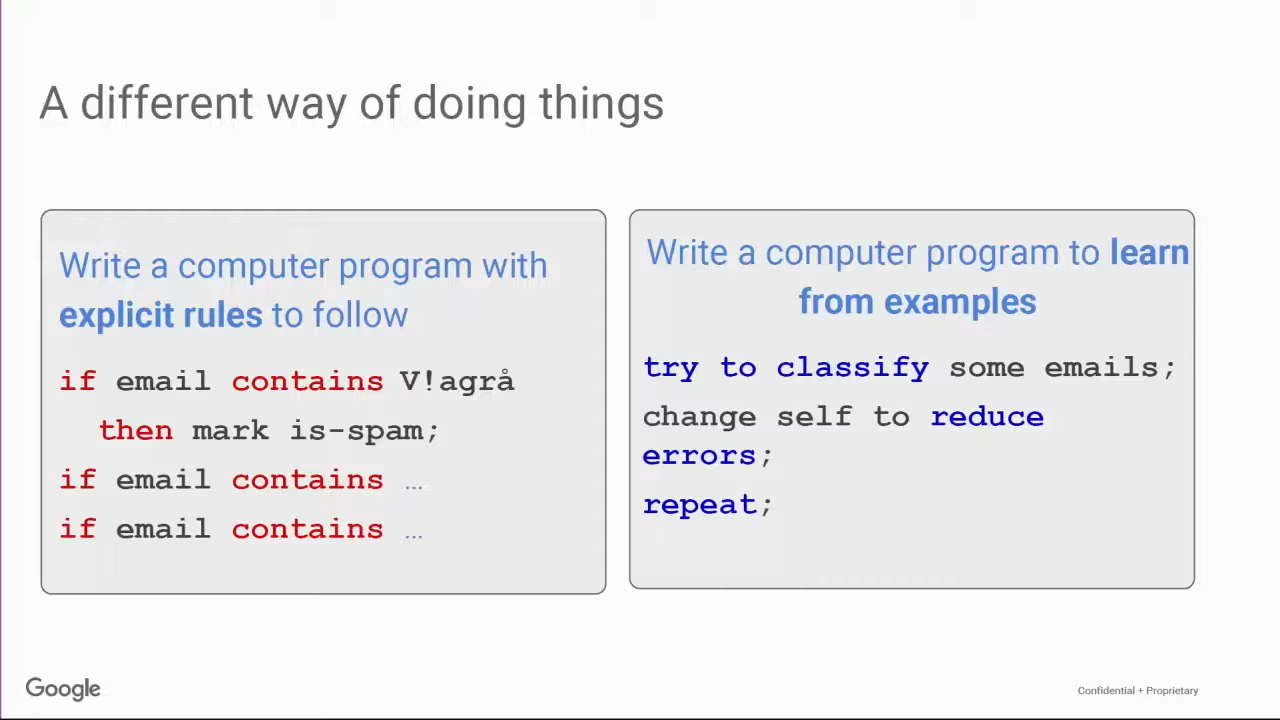 A different way of doing things
Write a computer program with
explicit rules to follow
if email contains V!agrå
then mark is-spam;
if email contains …
if email contains …
Write a computer program to learn
from examples
try to classify some emails;
change self to reduce
errors;
repeat;
Google
Confidential + Proprietary